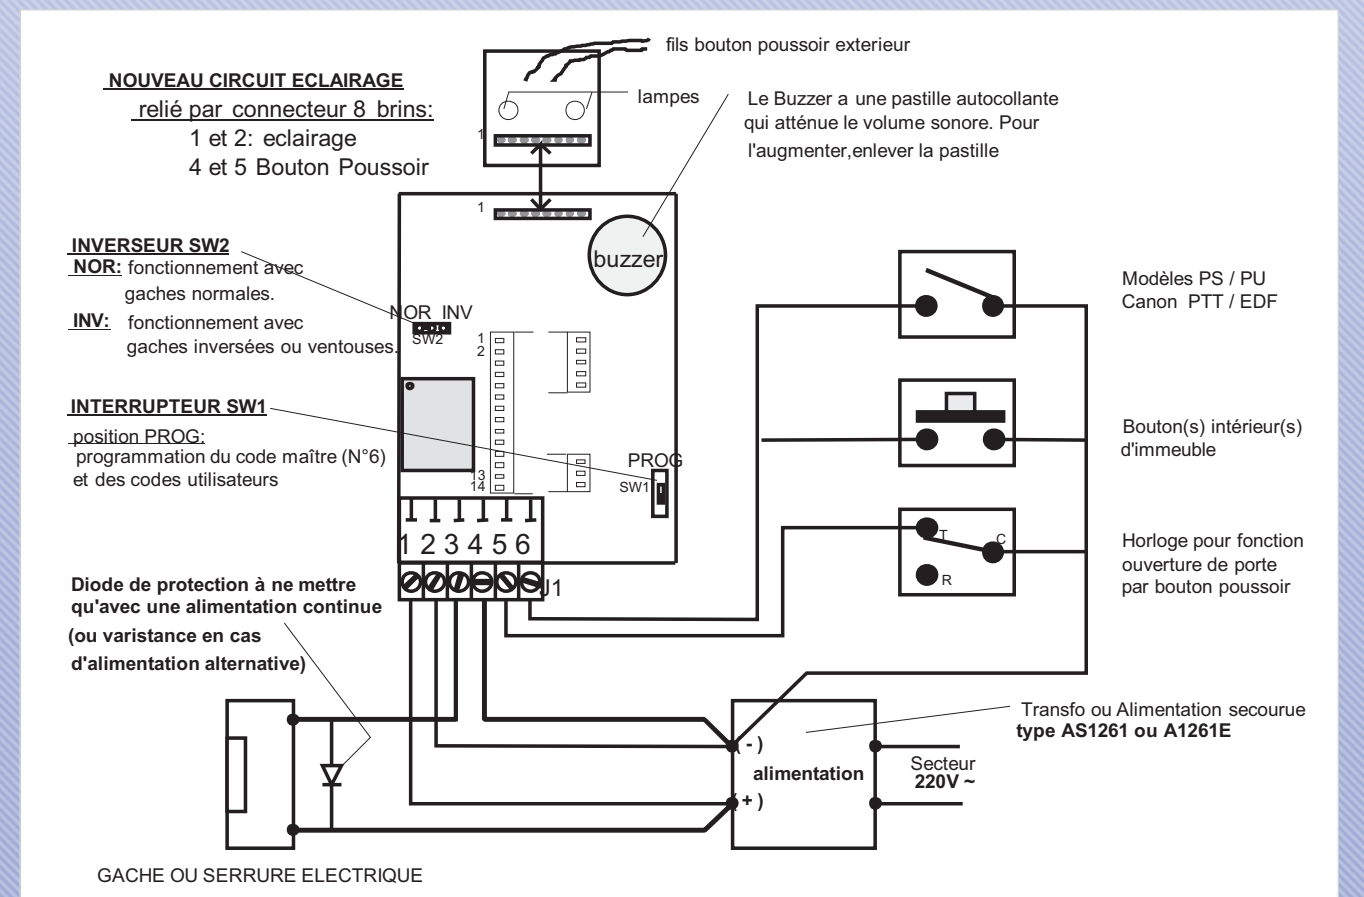 fils bouton poussoir exterieur
NOUVEAU CIRCUIT ECLAIRAGE
relié par connecteur 8 brins:
1 et 2: eclairage
4 et 5 Bouton Poussoir
lampes
1
Le Buzzer a une pastille autocollante
qui atténue le volume sonore. Pour
l'augmenter,enlever la pastille
1
buzzer
INVERSEUR SW2
NOR: fonctionnement avec
gaches normales.
INV: fonctionnement avec
gaches inversées ou ventouses.
NOR INV
SW2
1
2
13
14
INTERRUPTEUR SW1
position PROG:
programmation du code maître (N°6)
et des codes utilisateurs
PROG
SW1
1 2 3 4 5 6
J1
Modèles PS / PU
Canon PTT / EDF
Bouton(s) intérieur(s)
d'immeuble
T
C
R
Horloge pour fonction
ouverture de porte
par bouton poussoir
Diode de protection à ne mettre
qu'avec une alimentation continue
(ou varistance en cas
d'alimentation alternative)
Transfo ou Alimentation secourue
type AS1261 ou A1261E
( - )
alimentation
( + )
Secteur
220V ~
GACHE OU SERRURE ELECTRIQUE